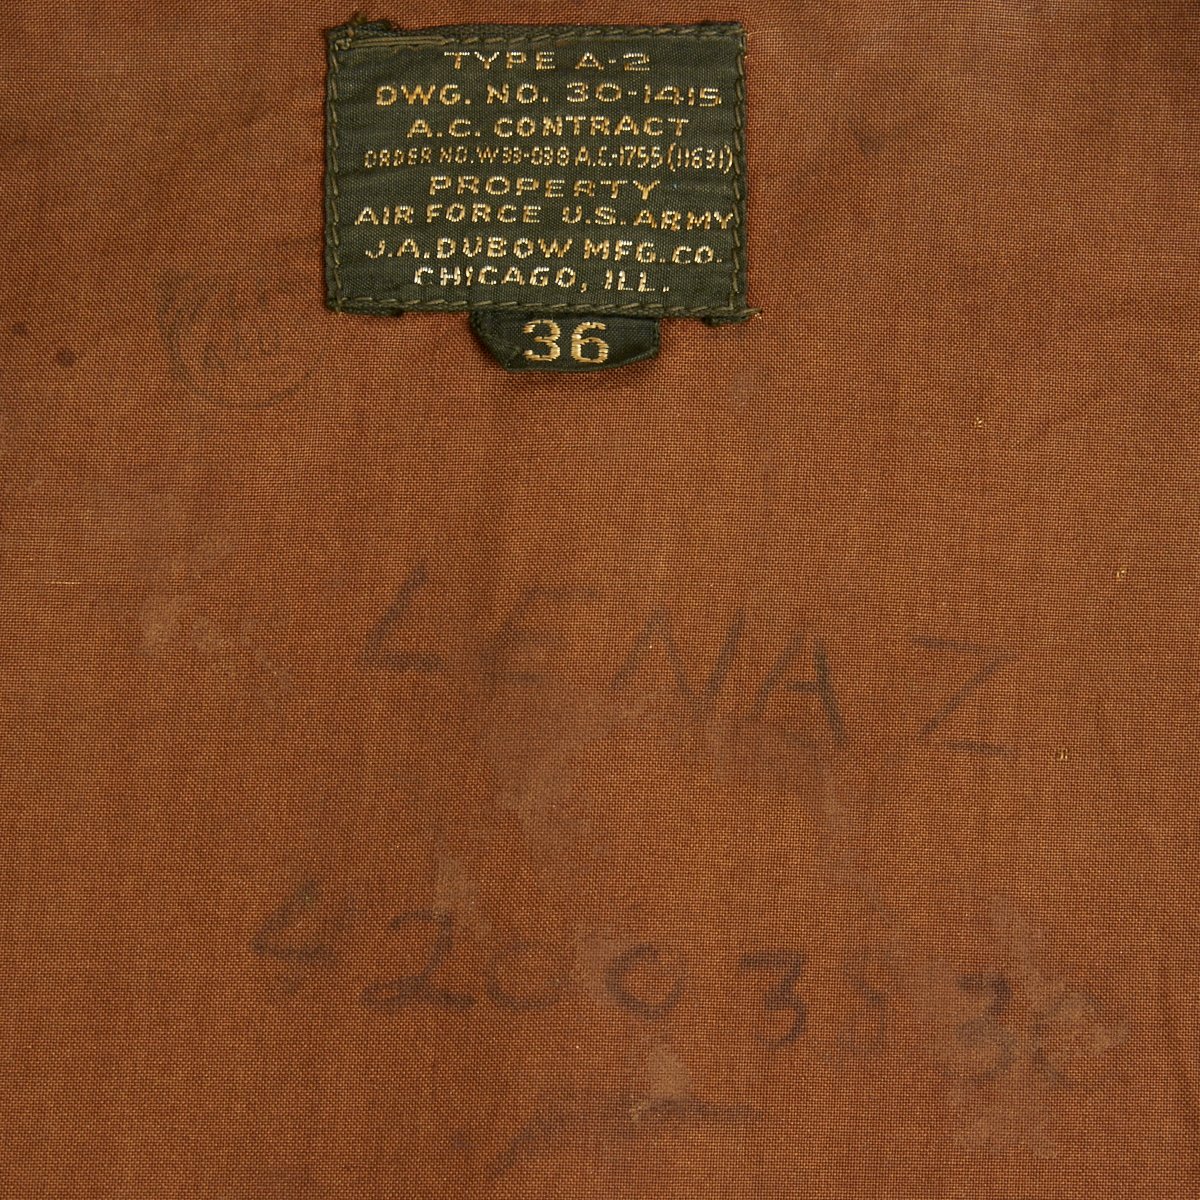 TYPE A-2
DWG. NO. 30-1415
A.C. CONTRACT
ORDER NO. W 33-038 A.C.-1755 (11631)
PROPERTY
AIR FORCE U.S. ARMY
J.A. DUBOW MFG. CO.
CHICAGO, ILL.
36
LENAZ